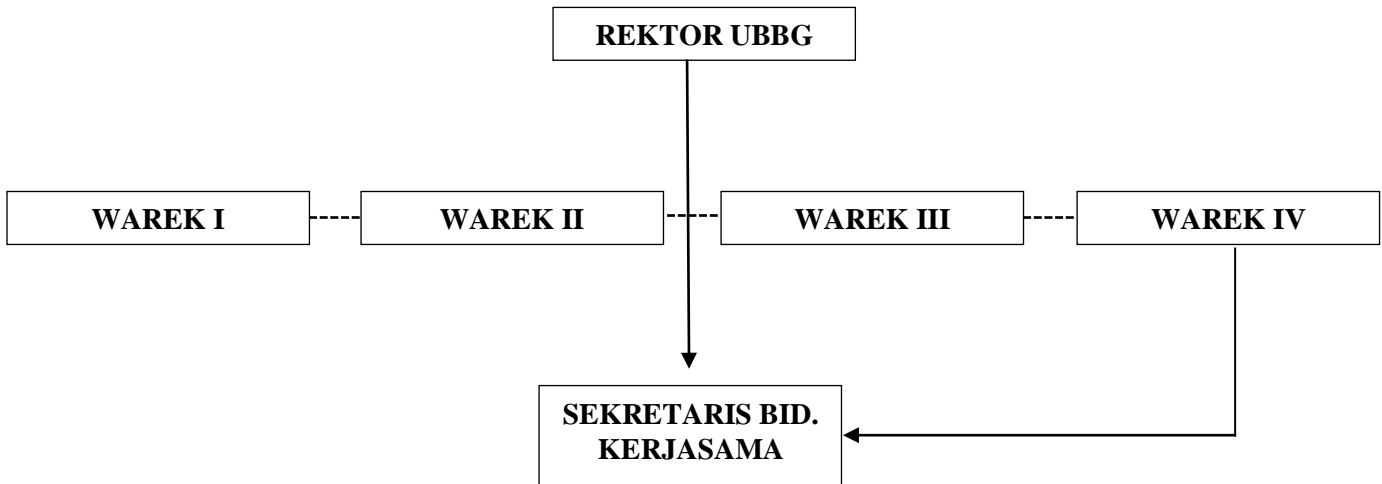 REKTOR UBBG
WAREK I
WAREK II
WAREK III
WAREK IV
SEKRETARIS BID.
KERJASAMA